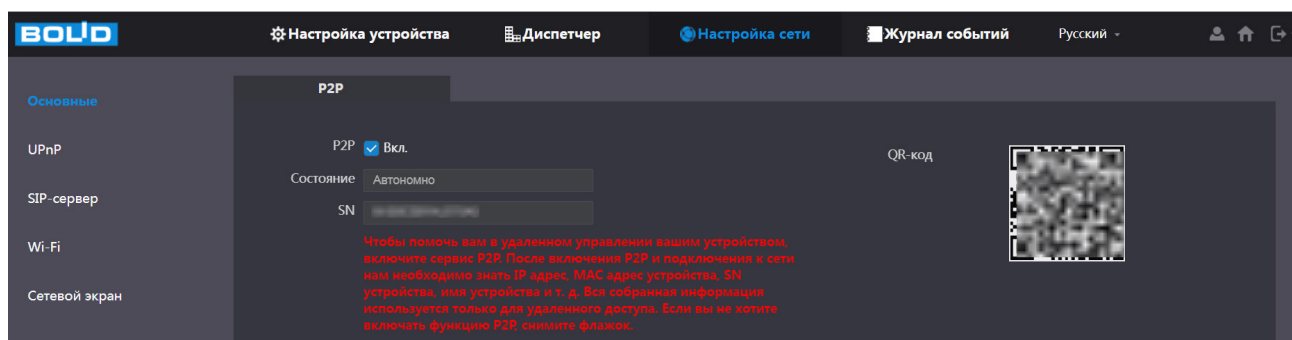 BOLID
Настройка устройства
Диспетчер
Настройка сети
Журнал событий
Русский
Основные
UPnP
SIP-сервер
Wi-Fi
Сетевой экран
P2P
P2P Вкл.
Состояние Автономно
SN
Чтобы помочь вам в удаленном управлении вашим устройством,
включите сервис P2P. После включения P2P и подключения к сети
нам необходимо знать IP адрес, MAC адрес устройства, SN
устройства, имя устройства и т. д. Вся собранная информация
используется только для удаленного доступа. Если вы не хотите
включать функцию P2P, снимите флажок.
QR-код